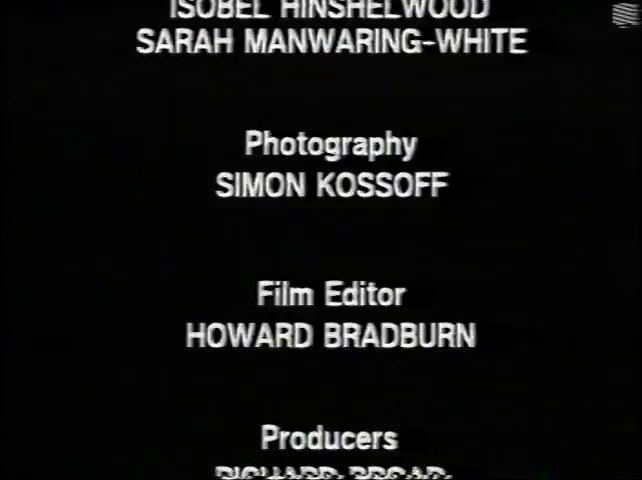 ISOBEL HINSHELWOOD
SARAH MANWARING-WHITE
Photography
SIMON KOSSOFF
Film Editor
HOWARD BRADBURN
Producers